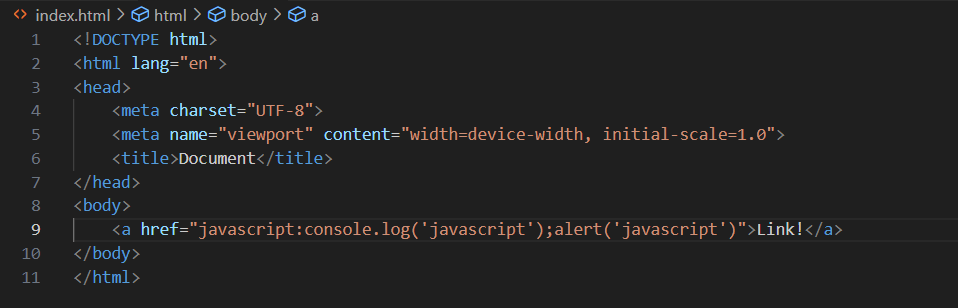 index.html > html > body > a
1 <!DOCTYPE html>
2 <html lang="en">
3 <head>
4     <meta charset="UTF-8">
5     <meta name="viewport" content="width=device-width, initial-scale=1.0">
6     <title>Document</title>
7 </head>
8 <body>
9     <a href="javascript:console.log('javascript');alert('javascript')">Link!</a>
10 </body>
11 </html>